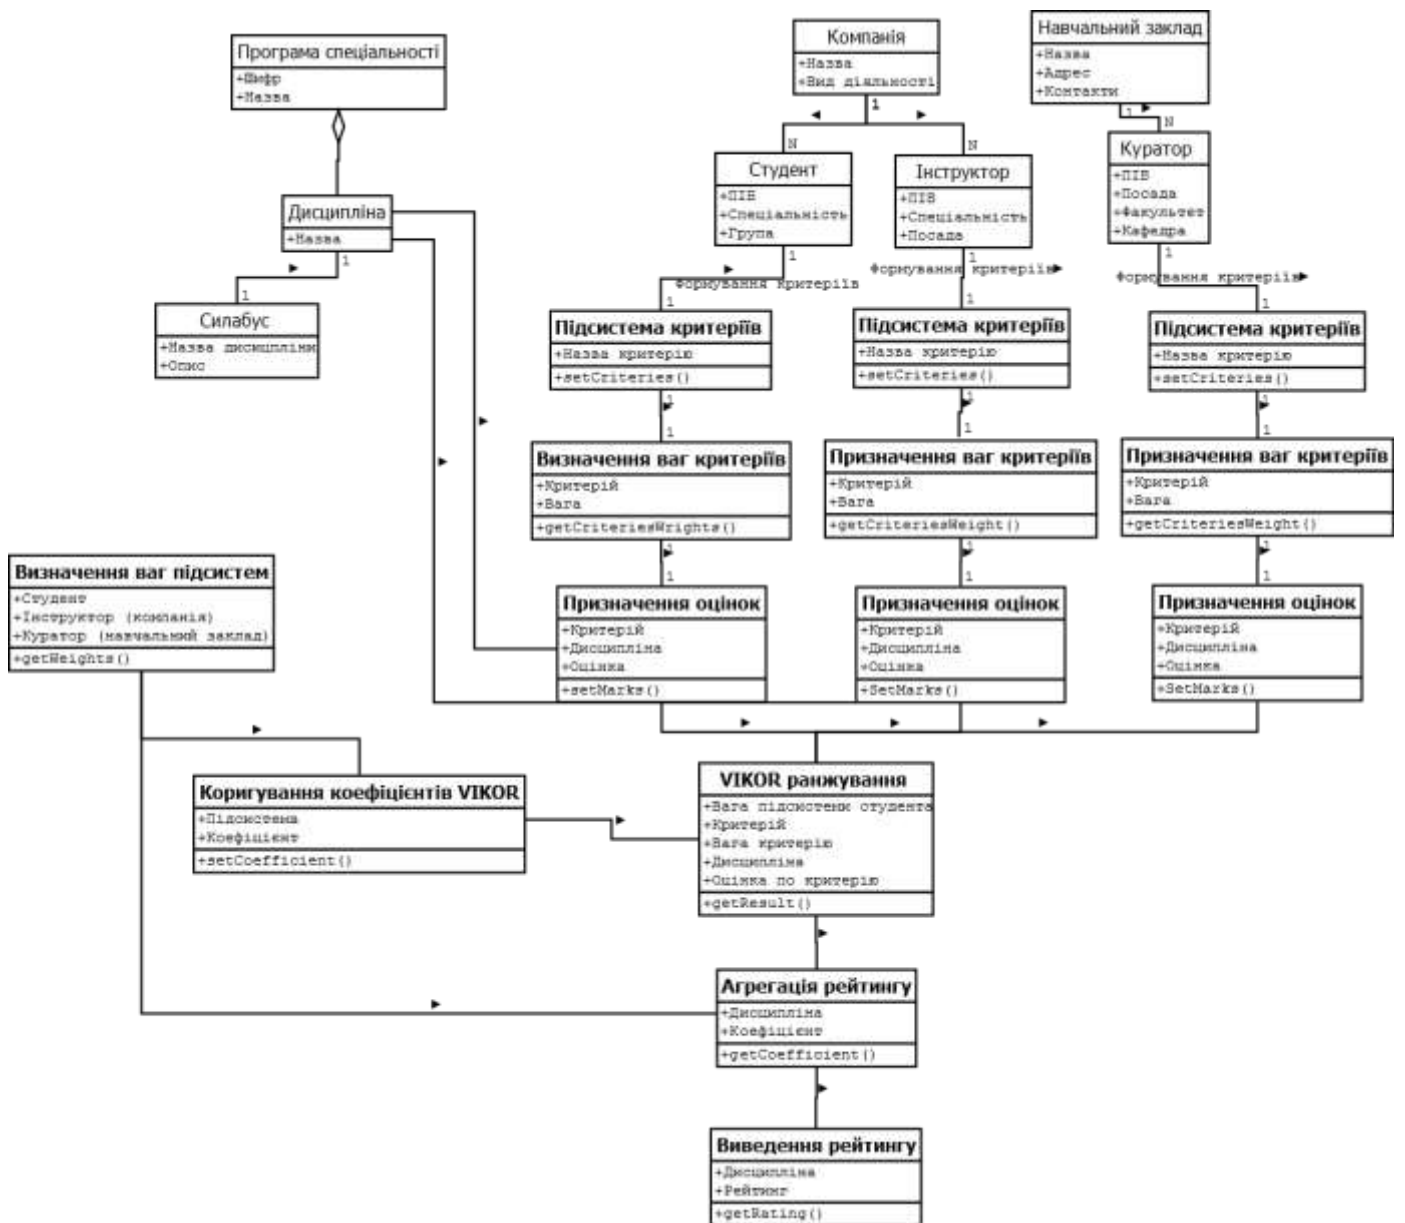 Програма спеціальності
+Шифр
+Назва
Компанія
+Назва
+Вид діяльності
1
Навчальний заклад
+Назва
+Адрес
+Контакти
1
N
N
N
Студент
+ПІБ
+Спеціальність
+Група
1
Інструктор
+ПІБ
+Спеціальність
+Посада
1
Куратор
+ПІБ
+Посада
+Факультет
+Кафедра
1
Дисципліна
+Назва
1
1
Силабус
+Назва дисицпліни
+Опис
Формування критеріїв
1
Формування критеріїв
1
Формування критеріїв
1
Підсистема критеріїв
+Назва критерію
+setCriteries()
1
1
Підсистема критеріїв
+Назва критерію
+setCriteries()
1
1
Підсистема критеріїв
+Назва критерію
+setCriteries()
1
1
Визначення ваг критеріїв
+Критерій
+Вага
+getCriteriesWrights()
1
1
Призначення ваг критеріїв
+Критерій
+Вага
+getCriteriesWeight()
1
1
Призначення ваг критеріїв
+Критерій
+Вага
+getCriteriesWeight()
1
1
Визначення ваг підсистем
+Студент
+Інструктор (компанія)
+Куратор (навчальний заклад)
+getWeights()
Призначення оцінок
+Критерій
+Дисципліна
+Оцінка
+setMarks()
Призначення оцінок
+Критерій
+Дисципліна
+Оцінка
+SetMarks()
Призначення оцінок
+Критерій
+Дисципліна
+Оцінка
+SetMarks()
Коригування коефіцієнтів VIKOR
+Підсистема
+Коефіцієнт
+setCoefficient()
VIKOR ранжування
+Вага підсистеми студента
+Критерій
+Вага критерію
+Дисципліна
+Оцінка по критерію
+getResult()
Агрегація рейтингу
+Дисципліна
+Коефіцієнт
+getCoefficient()
Виведення рейтингу
+Дисципліна
+Рейтинг
+getRating()